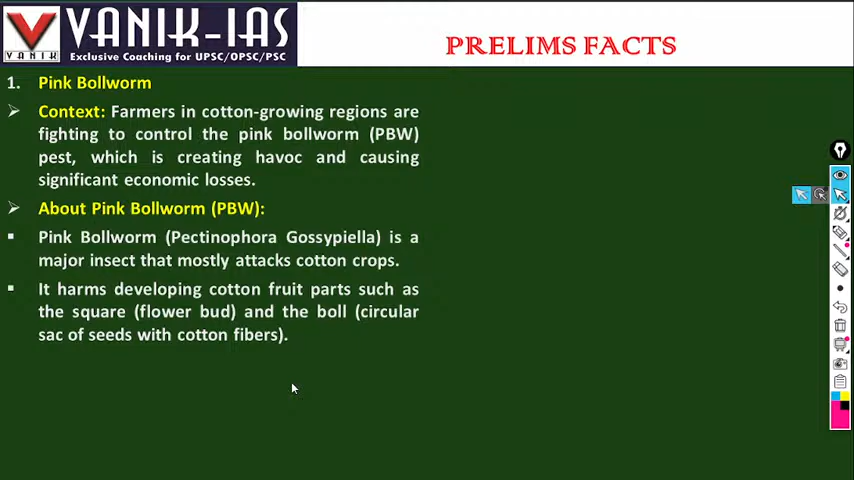 VANIK-IAS
VANIK
Exclusive Coaching for UPSC/OPSC/PSC
PRELIMS FACTS
1. Pink Bollworm
Context: Farmers in cotton-growing regions are
fighting to control the pink bollworm (PBW)
pest, which is creating havoc and causing
significant economic losses.
About Pink Bollworm (PBW):
Pink Bollworm (Pectinophora Gossypiella) is a
major insect that mostly attacks cotton crops.
It harms developing cotton fruit parts such as
the square (flower bud) and the boll (circular
sac of seeds with cotton fibers).